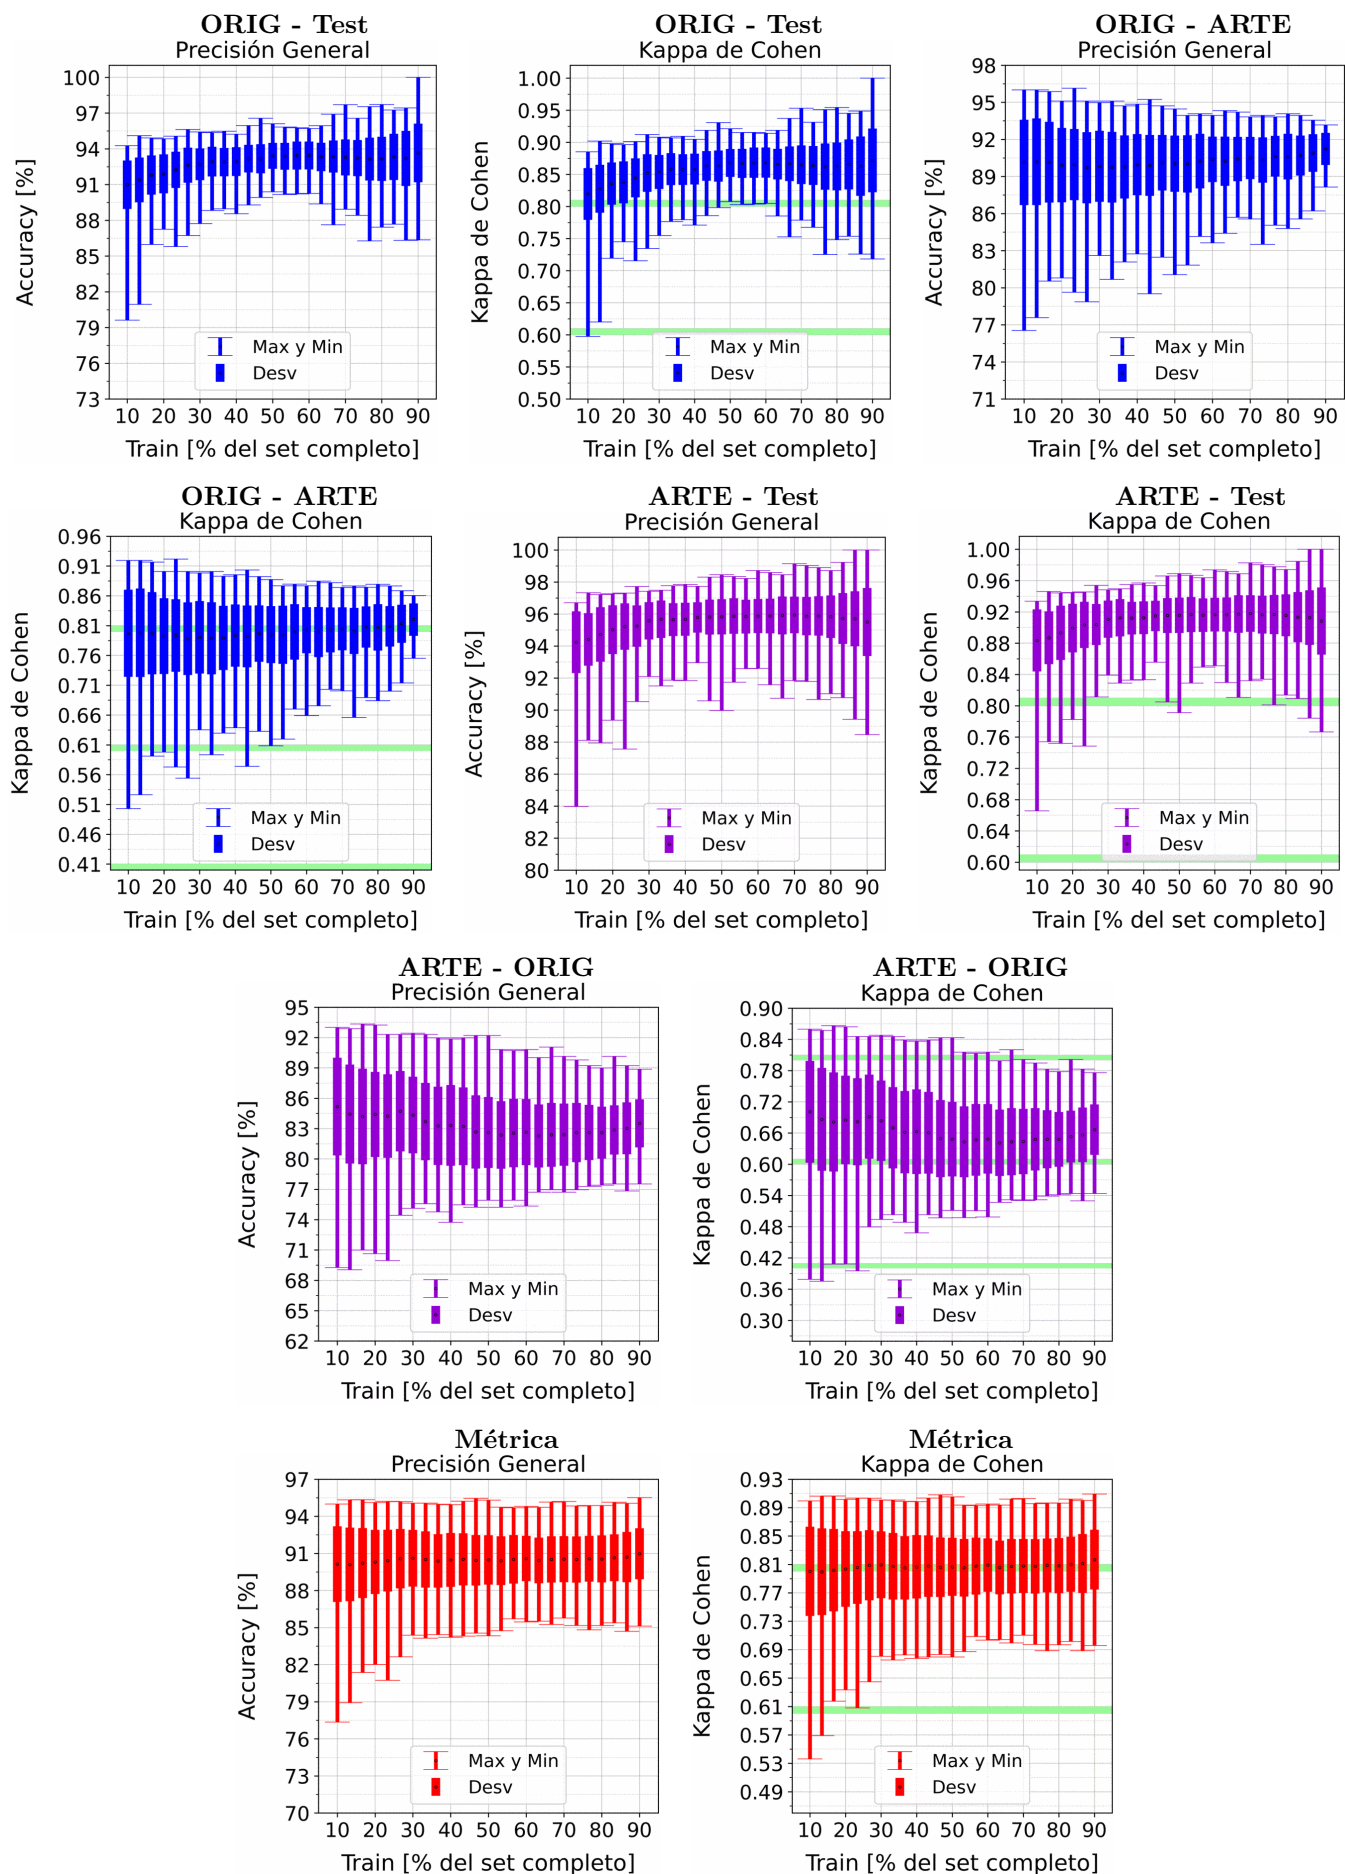 ORIG - Test
Precisión General
100
97
94
91
88
85
82
79
76
73
Accuracy [%]
Max y Min
Desv
10 20 30 40 50 60 70 80 90
Train [% del set completo]
ORIG - Test
Kappa de Cohen
1.00
0.95
0.90
0.85
0.80
0.75
0.70
0.65
0.60
0.55
0.50
Kappa de Cohen
Max y Min
Desv
10 20 30 40 50 60 70 80 90
Train [% del set completo]
ORIG - ARTE
Precisión General
98
95
92
89
86
83
80
77
74
71
Accuracy [%]
Max y Min
Desv
10 20 30 40 50 60 70 80 90
Train [% del set completo]
ORIG - ARTE
Kappa de Cohen
0.96
0.91
0.86
0.81
0.76
0.71
0.66
0.61
0.56
0.51
0.46
0.41
Kappa de Cohen
Max y Min
Desv
10 20 30 40 50 60 70 80 90
Train [% del set completo]
ARTE - Test
Precisión General
100
98
96
94
92
90
88
86
84
82
80
Accuracy [%]
Max y Min
Desv
10 20 30 40 50 60 70 80 90
Train [% del set completo]
ARTE - Test
Kappa de Cohen
1.00
0.96
0.92
0.88
0.84
0.80
0.76
0.72
0.68
0.64
0.60
Kappa de Cohen
Max y Min
Desv
10 20 30 40 50 60 70 80 90
Train [% del set completo]
ARTE - ORIG
Precisión General
95
92
89
86
83
80
77
74
71
68
65
62
Accuracy [%]
Max y Min
Desv
10 20 30 40 50 60 70 80 90
Train [% del set completo]
ARTE - ORIG
Kappa de Cohen
0.90
0.84
0.78
0.72
0.66
0.60
0.54
0.48
0.42
0.36
0.30
Kappa de Cohen
Max y Min
Desv
10 20 30 40 50 60 70 80 90
Train [% del set completo]
Métrica
Precisión General
97
94
91
88
85
82
79
76
73
70
Accuracy [%]
Max y Min
Desv
10 20 30 40 50 60 70 80 90
Train [% del set completo]
Métrica
Kappa de Cohen
0.93
0.89
0.85
0.81
0.77
0.73
0.69
0.65
0.61
0.57
0.53
0.49
Kappa de Cohen
Max y Min
Desv
10 20 30 40 50 60 70 80 90
Train [% del set completo]